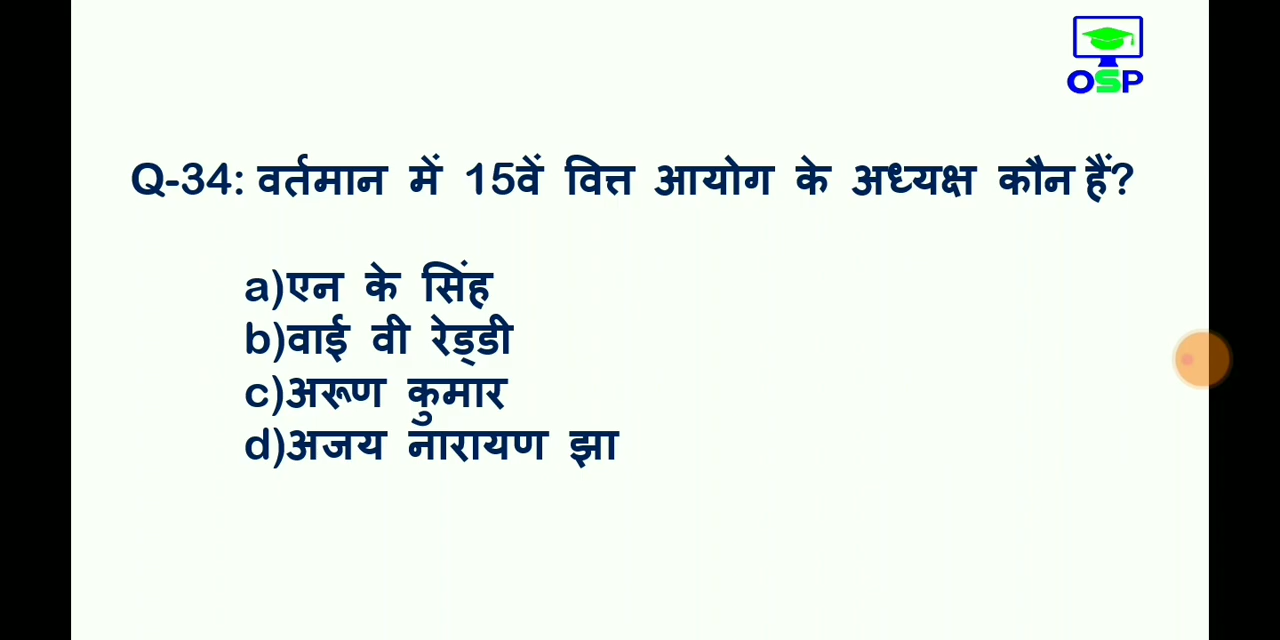 OSP
Q-34: वर्तमान में 15वें वित्त आयोग के अध्यक्ष कौन हैं?
a)एन के सिंह
b)वाई वी रेड्डी
c)अरूण कुमार
d)अजय नारायण झा